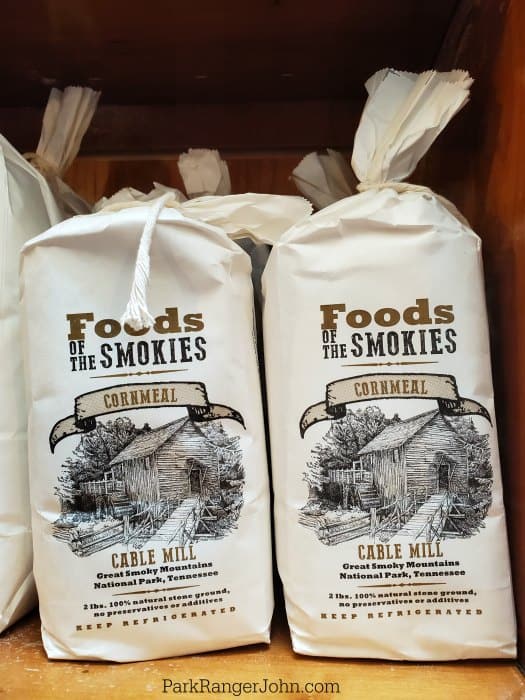 Foods
OF
THE SMOKIES
CORNMEAL
CABLE MILL
Great Smoky Mountains
National Park, Tennessee
2 lbs. 100% natural stone ground,
no preservatives or additives
KEEP REFRIGERATED
Foods
OF
THE SMOKIES
CORNMEAL
CABLE MILL
Great Smoky Mountains
National Park, Tennessee
2 lbs. 100% natural stone ground,
no preservatives or additives
KEEP REFRIGERATED
ParkRangerJohn.com